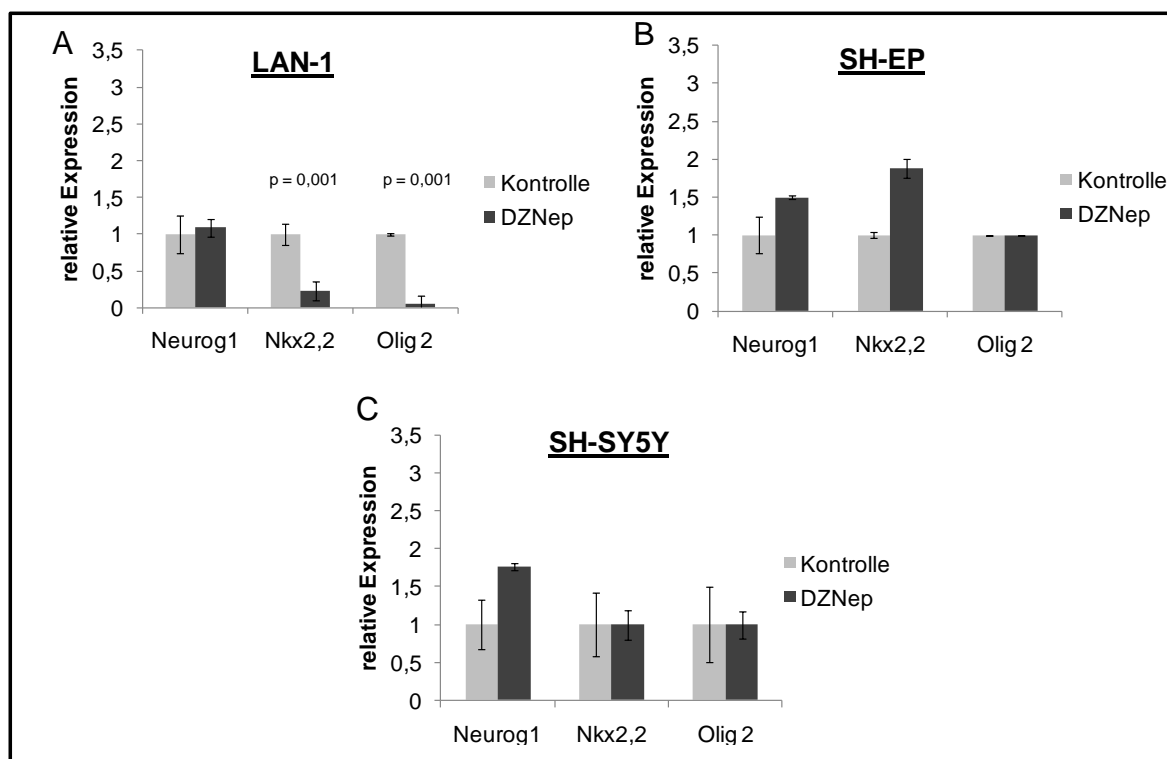 A
LAN-1
relative Expression
3,5
3
2,5
2
1,5
1
0,5
0
p = 0,001
p = 0,001
Neurog1
Nkx2,2
Olig 2
Kontrolle
DZNep
B
SH-EP
relative Expression
3,5
3
2,5
2
1,5
1
0,5
0
Neurog1
Nkx2,2
Olig 2
Kontrolle
DZNep
C
SH-SY5Y
relative Expression
3,5
3
2,5
2
1,5
1
0,5
0
Neurog1
Nkx2,2
Olig 2
Kontrolle
DZNep